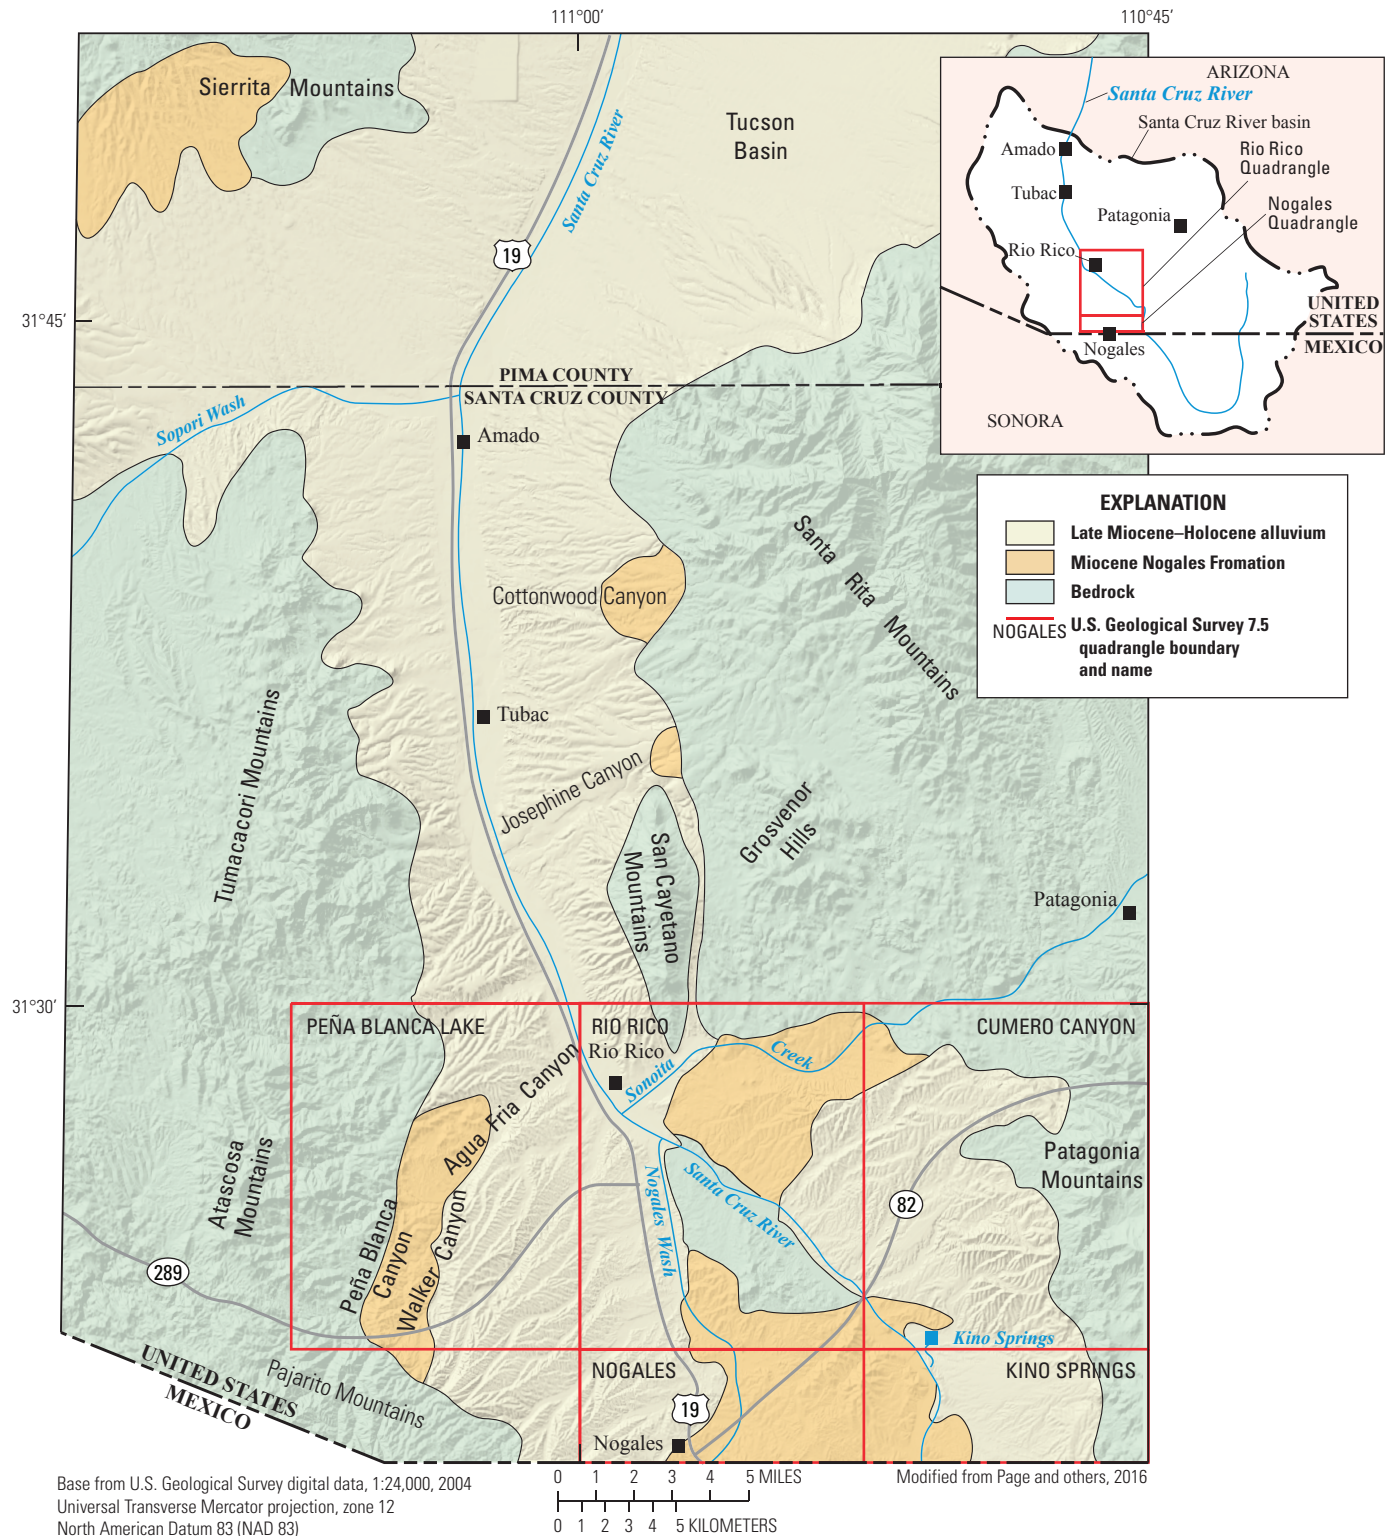 111°00'
110°45'
Sierrita Mountains
Tucson
Basin
Santa Cruz River
19
31°45'
PIMA COUNTY
SANTA CRUZ COUNTY
Sopori Wash
Amado
Cottonwood Canyon
Santa Rita Mountains
Tubac
Tumacacori Mountains
Josephine Canyon
Grosvenor
Hills
San Cayetano
Mountains
Patagonia
31°30'
PEÑA BLANCA LAKE
RIO RICO
CUMERO CANYON
Rio Rico
Sonoita
Creek
Agua Fria Canyon
Atascosa
Mountains
Patagonia
Mountains
Santa Cruz River
Nogales Wash
82
Peña Blanca
Canyon
Walker Canyon
289
Kino Springs
NOGALES
KINO SPRINGS
UNITED STATES
MEXICO
Pajarito Mountains
19
Nogales
ARIZONA
Santa Cruz River
Santa Cruz River basin
Amado
Rio Rico
Quadrangle
Tubac
Patagonia
Nogales
Quadrangle
Rio Rico
UNITED
STATES
MEXICO
Nogales
SONORA
EXPLANATION
Late Miocene–Holocene alluvium
Miocene Nogales Fromation
Bedrock
NOGALES
U.S. Geological Survey 7.5
quadrangle boundary
and name
Base from U.S. Geological Survey digital data, 1:24,000, 2004
Universal Transverse Mercator projection, zone 12
North American Datum 83 (NAD 83)
0 1 2 3 4 5 MILES
0 1 2 3 4 5 KILOMETERS
Modified from Page and others, 2016